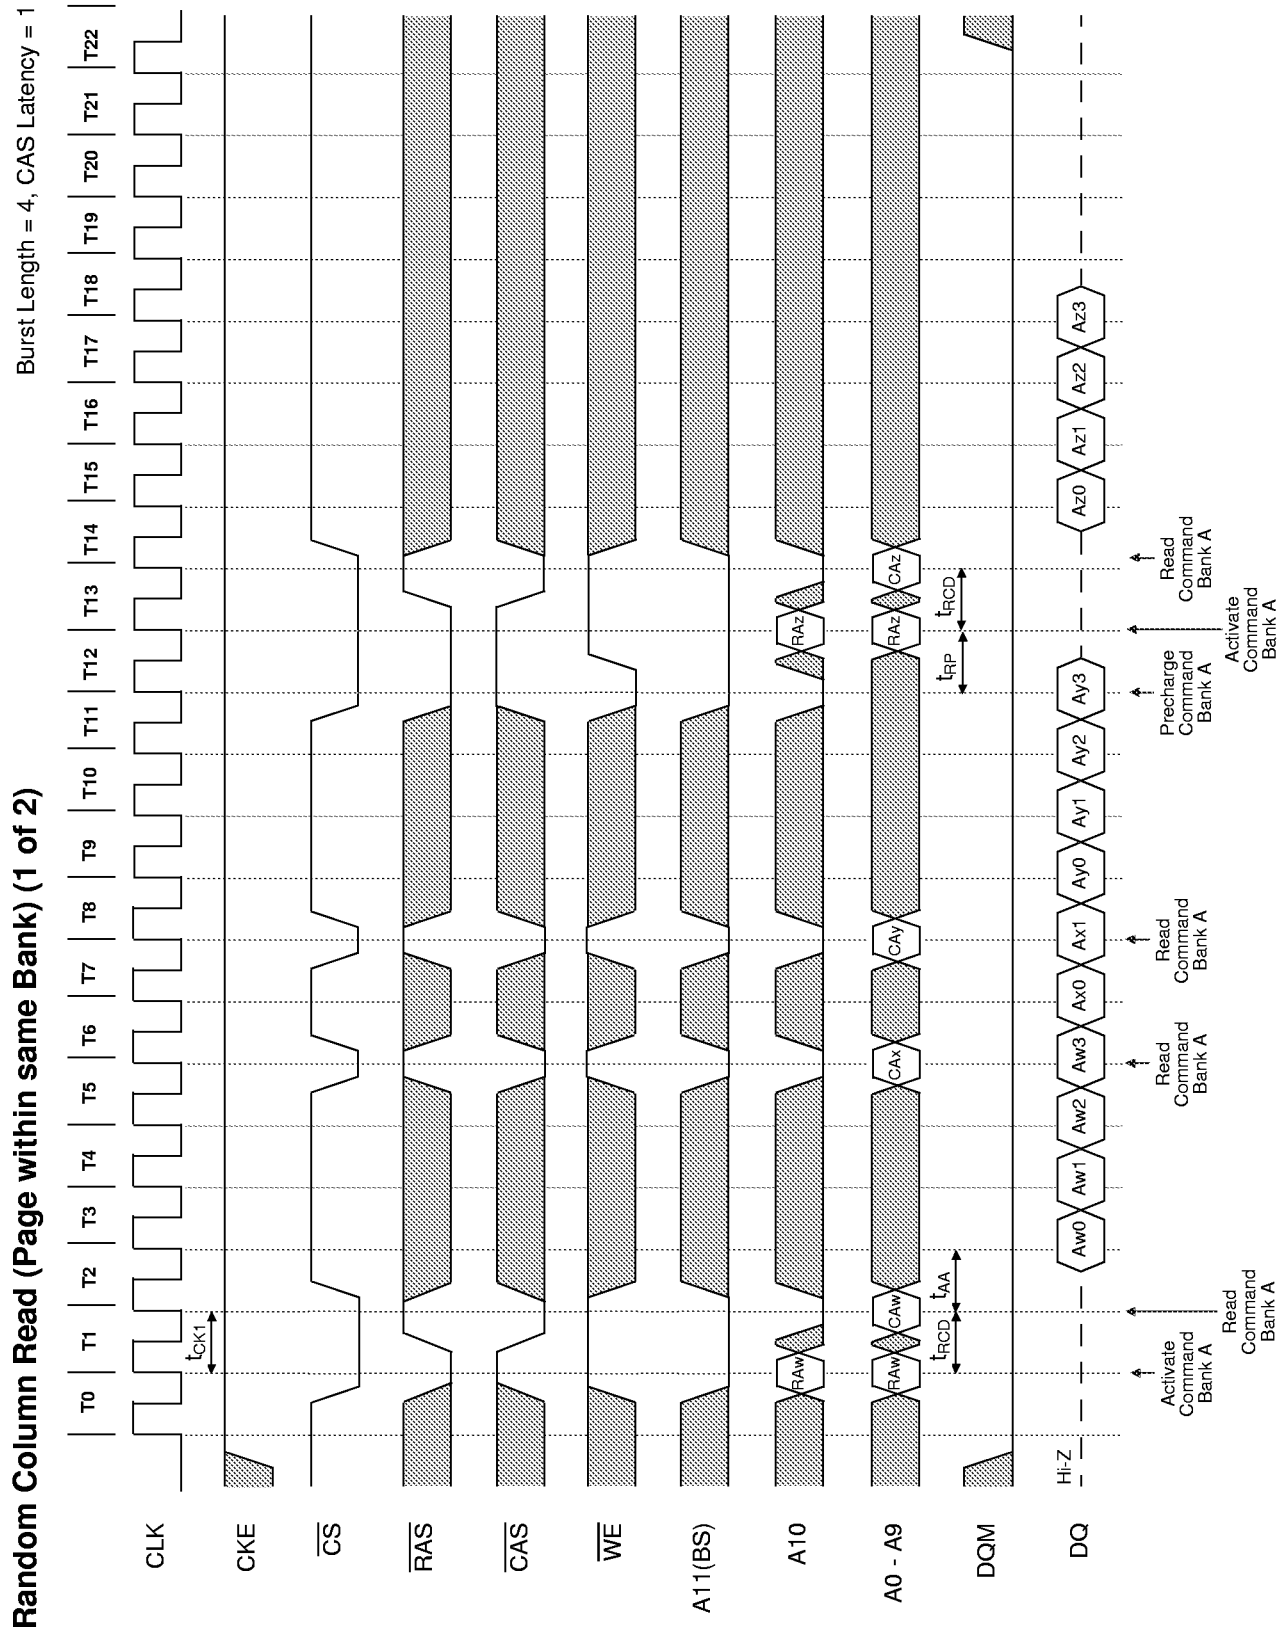 Random Column Read (Page within same Bank) (1 of 2)
Burst Length = 4, CAS Latency = 1
T0 T1 T2 T3 T4 T5 T6 T7 T8 T9 T10 T11 T12 T13 T14 T15 T16 T17 T18 T19 T20 T21 T22
CLK
tCK1
CKE
CS
RAS
CAS
WE
A11(BS)
A10
RAw RAz
A0 - A9
RAw CAw CAx CAy RAz CAz
tRCD tAA tRP tRCD
DQM
DQ
Hi-Z
Aw0 Aw1 Aw2 Aw3 Ax0 Ax1 Ay0 Ay1 Ay2 Ay3 Az0 Az1 Az2 Az3
Activate
Command
Bank A
Read
Command
Bank A
Read
Command
Bank A
Read
Command
Bank A
Precharge
Command
Bank A
Activate
Command
Bank A
Read
Command
Bank A